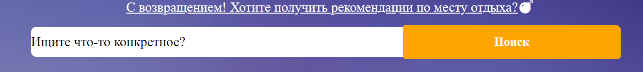 С возвращением! Хотите получить рекомендации по месту отдыха?💣
Ищите что-то конкретное? Поиск